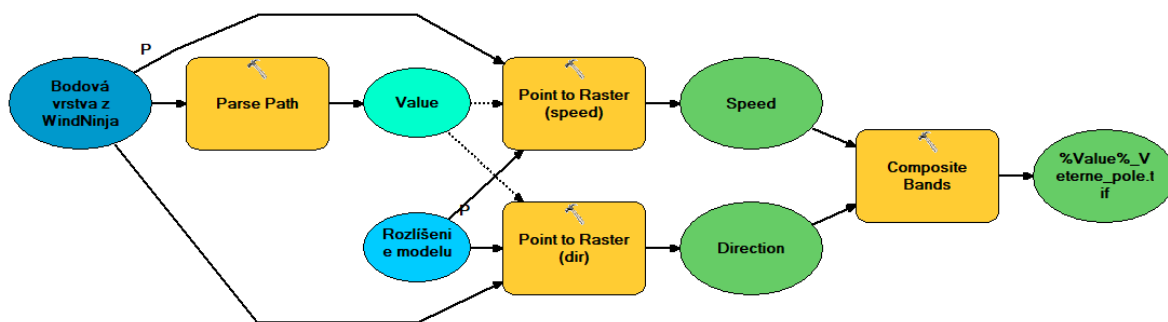 P
Bodová
vrstva z
WindNinja
Parse Path
Value
Point to Raster
(speed)
Speed
Composite
Bands
%Value%_V
eterne_pole.t
if
P
Rozlíšeni
e modelu
Point to Raster
(dir)
Direction